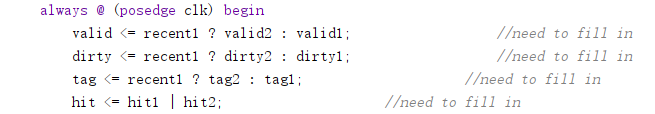 always @ (posedge clk) begin
valid <= recent1 ? valid2 : valid1; //need to fill in
dirty <= recent1 ? dirty2 : dirty1; //need to fill in
tag <= recent1 ? tag2 : tag1; //need to fill in
hit <= hit1 | hit2; //need to fill in